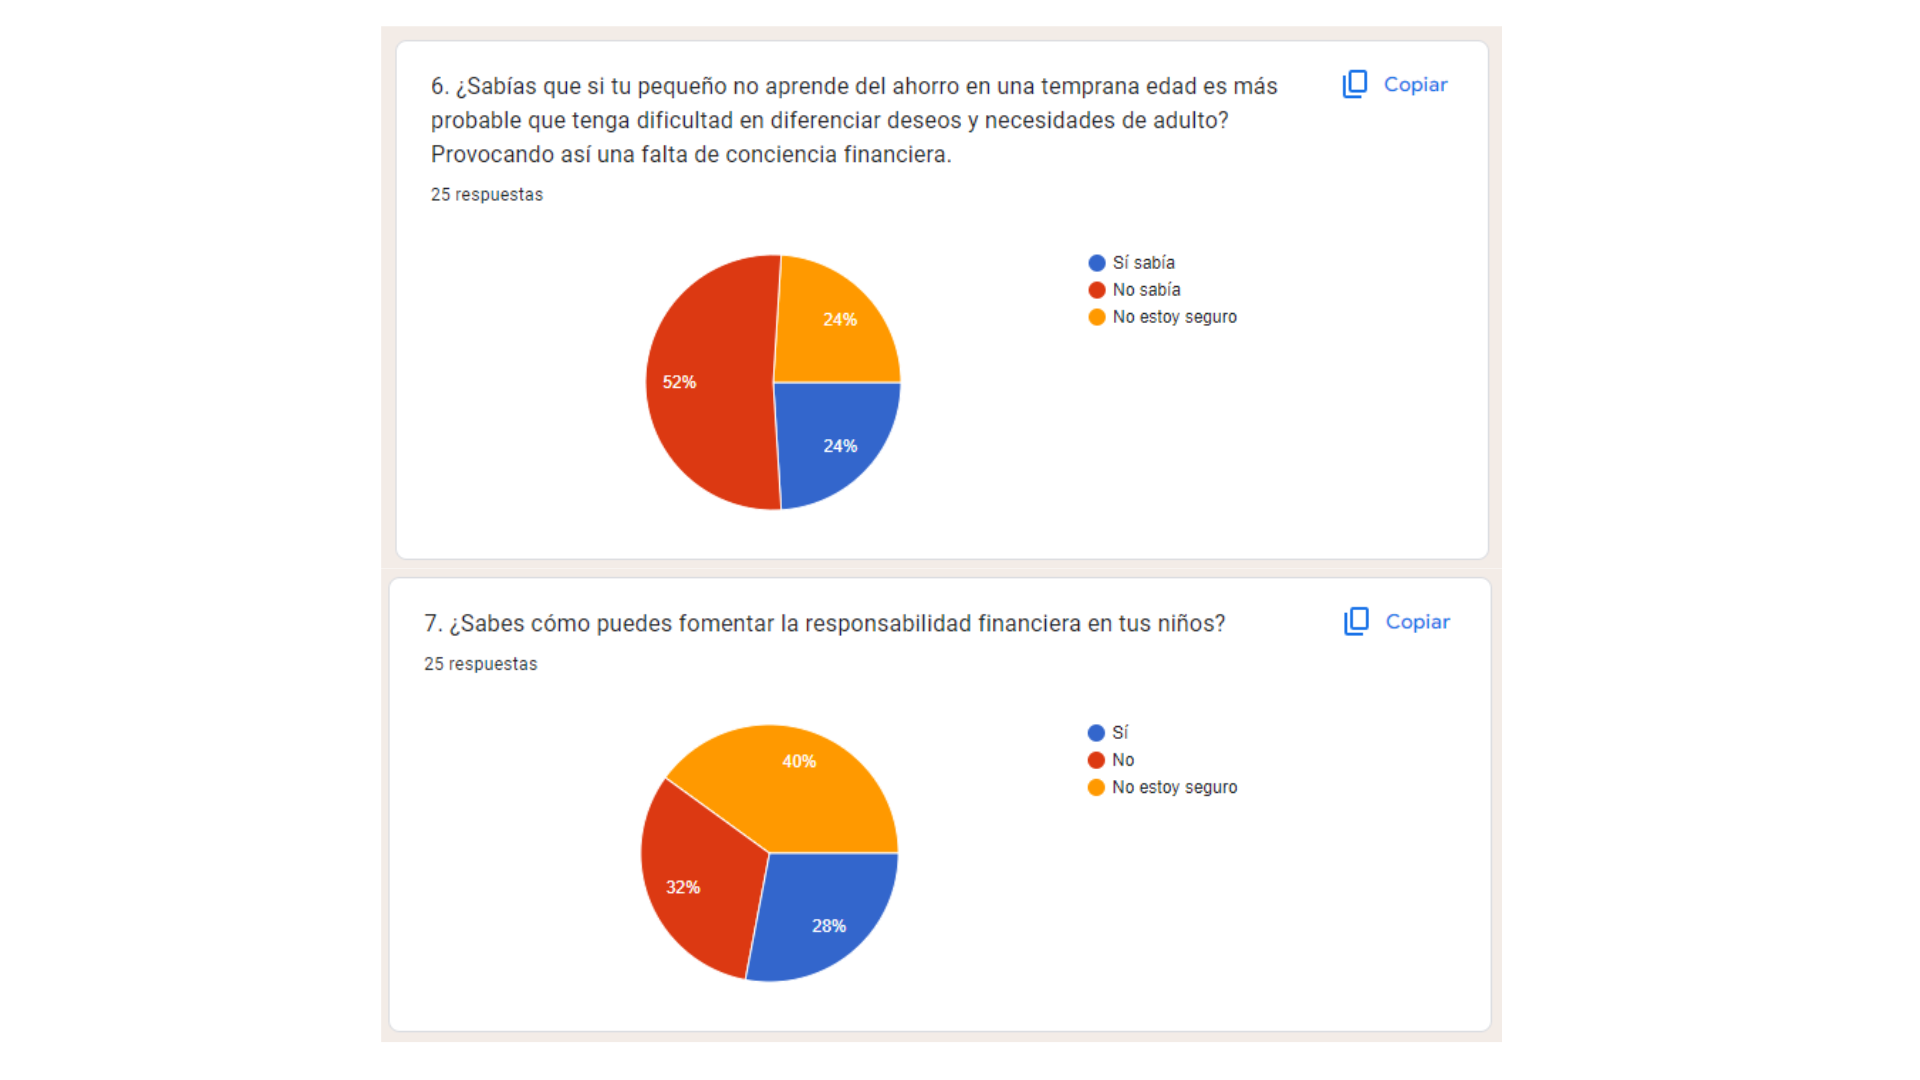 6. ¿Sabías que si tu pequeño no aprende del ahorro en una temprana edad es más
probable que tenga dificultad en diferenciar deseos y necesidades de adulto?
Provocando así una falta de conciencia financiera.
Copiar
25 respuestas
Sí sabía
No sabía
No estoy seguro
24%
52%
24%
7. ¿Sabes cómo puedes fomentar la responsabilidad financiera en tus niños?
Copiar
25 respuestas
Sí
No
No estoy seguro
40%
32%
28%